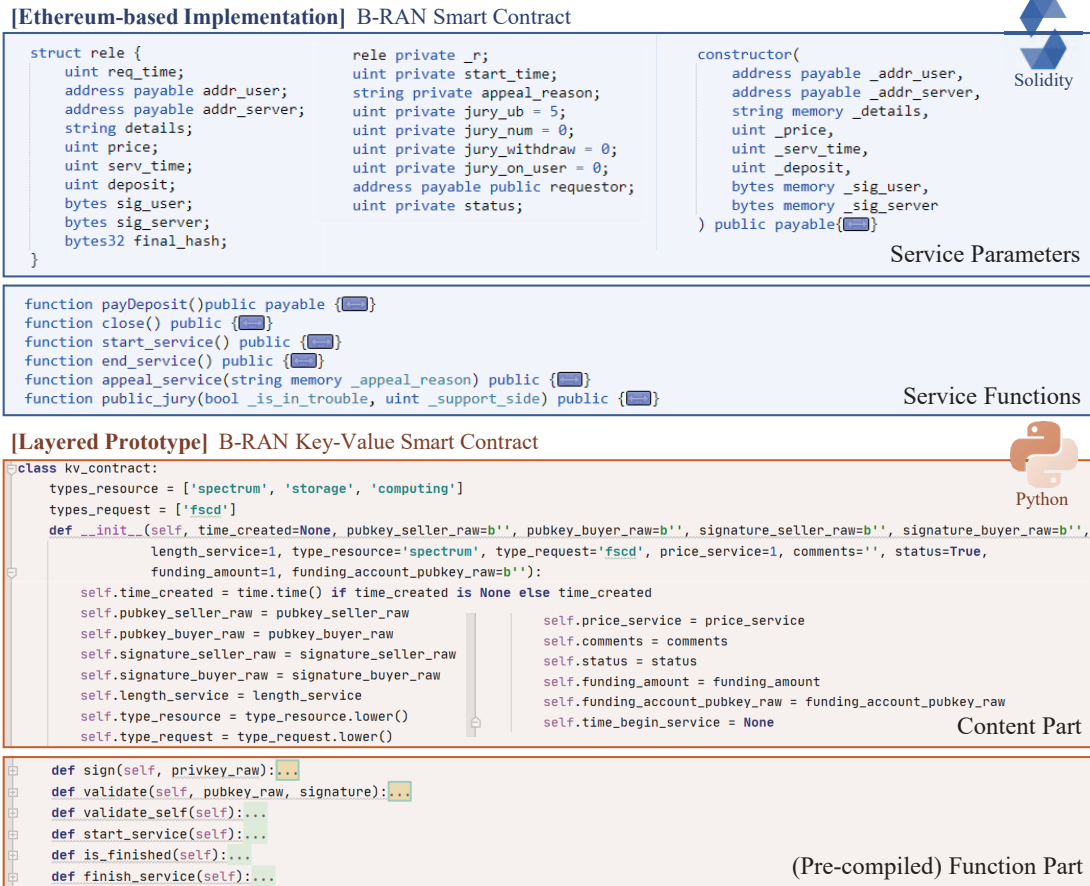 [Ethereum-based Implementation] B-RAN Smart Contract
Solidity
struct rele {
uint req_time;
address payable addr_user;
address payable addr_server;
string details;
uint price;
uint serv_time;
uint deposit;
bytes sig_user;
bytes sig_server;
bytes32 final_hash;
}
rele private _r;
uint private start_time;
string private appeal_reason;
uint private jury_ub = 5;
uint private jury_num = 0;
uint private jury_withdraw = 0;
uint private jury_on_user = 0;
address payable public requestor;
uint private status;
constructor(
address payable _addr_user,
address payable _addr_server,
string memory _details,
uint _price,
uint _serv_time,
uint _deposit,
bytes memory _sig_user,
bytes memory _sig_server
) public payable{}
Service Parameters
function payDeposit()public payable {}
function close() public {}
function start_service() public {}
function end_service() public {}
function appeal_service(string memory _appeal_reason) public {}
function public_jury(bool _is_in_trouble, uint _support_side) public {}
Service Functions
[Layered Prototype] B-RAN Key-Value Smart Contract
Python
class kv_contract:
types_resource = ['spectrum', 'storage', 'computing']
types_request = ['fscd']
def __init__(self, time_created=None, pubkey_seller_raw=b'', pubkey_buyer_raw=b'', signature_seller_raw=b'', signature_buyer_raw=b'',
length_service=1, type_resource='spectrum', type_request='fscd', price_service=1, comments='', status=True,
funding_amount=1, funding_account_pubkey_raw=b''):
self.time_created = time.time() if time_created is None else time_created
self.pubkey_seller_raw = pubkey_seller_raw
self.pubkey_buyer_raw = pubkey_buyer_raw
self.signature_seller_raw = signature_seller_raw
self.signature_buyer_raw = signature_buyer_raw
self.length_service = length_service
self.type_resource = type_resource.lower()
self.type_request = type_request.lower()
self.price_service = price_service
self.comments = comments
self.status = status
self.funding_amount = funding_amount
self.funding_account_pubkey_raw = funding_account_pubkey_raw
self.time_begin_service = None
Content Part
def sign(self, privkey_raw):...
def validate(self, pubkey_raw, signature):...
def validate_self(self):...
def start_service(self):...
def is_finished(self):...
def finish_service(self):...
(Pre-compiled) Function Part